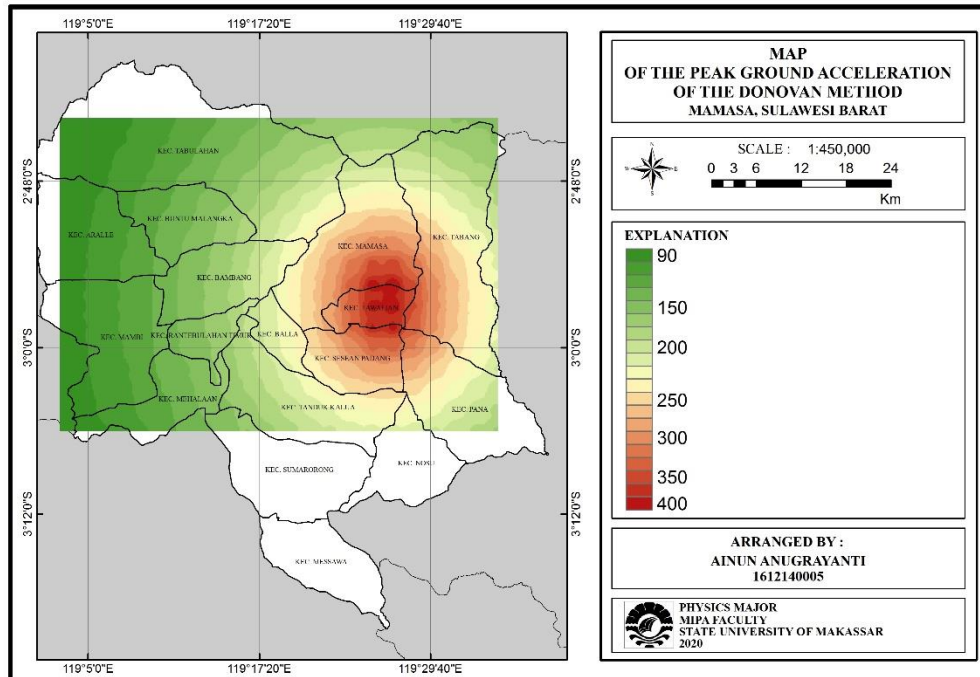 119°5'0"E 119°17'20"E 119°29'40"E
2°48'0"S
3°0'0"S
3°12'0"S
2°48'0"S
3°0'0"S
3°12'0"S
119°5'0"E 119°17'20"E 119°29'40"E
KEC. TABULAHAN
KEC. BUNTU MALANGKA
KEC. ARALLE
KEC. MAMASA
KEC. TABANG
KEC. BAMBANG
KEC. TAWALIAN
KEC. MAMBI
KEC. RANTEBULAHAN TIMUR
KEC. BALLA
KEC. SESEAN PADANG
KEC. MEHALAAN
KEC. TANDUK KALLA
KEC. PANA
KEC. SUMARORONG
KEC. NOSU
KEC. MESSAWA
MAP
OF THE PEAK GROUND ACCELERATION
OF THE DONOVAN METHOD
MAMASA, SULAWESI BARAT
N
W E
S
SCALE : 1:450,000
0 3 6 12 18 24
Km
EXPLANATION
90
150
200
250
300
350
400
ARRANGED BY :
AINUN ANUGRAYANTI
1612140005
PHYSICS MAJOR
MIPA FACULTY
STATE UNIVERSITY OF MAKASSAR
2020